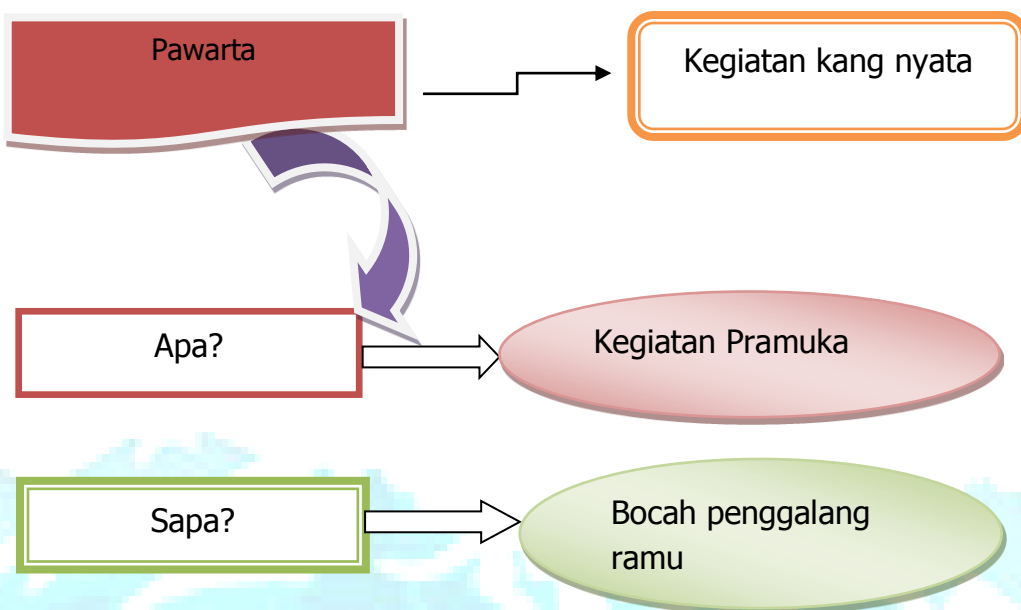 Pawarta
Kegiatan kang nyata
Apa?
Kegiatan Pramuka
Sapa?
Bocah penggalang
ramu